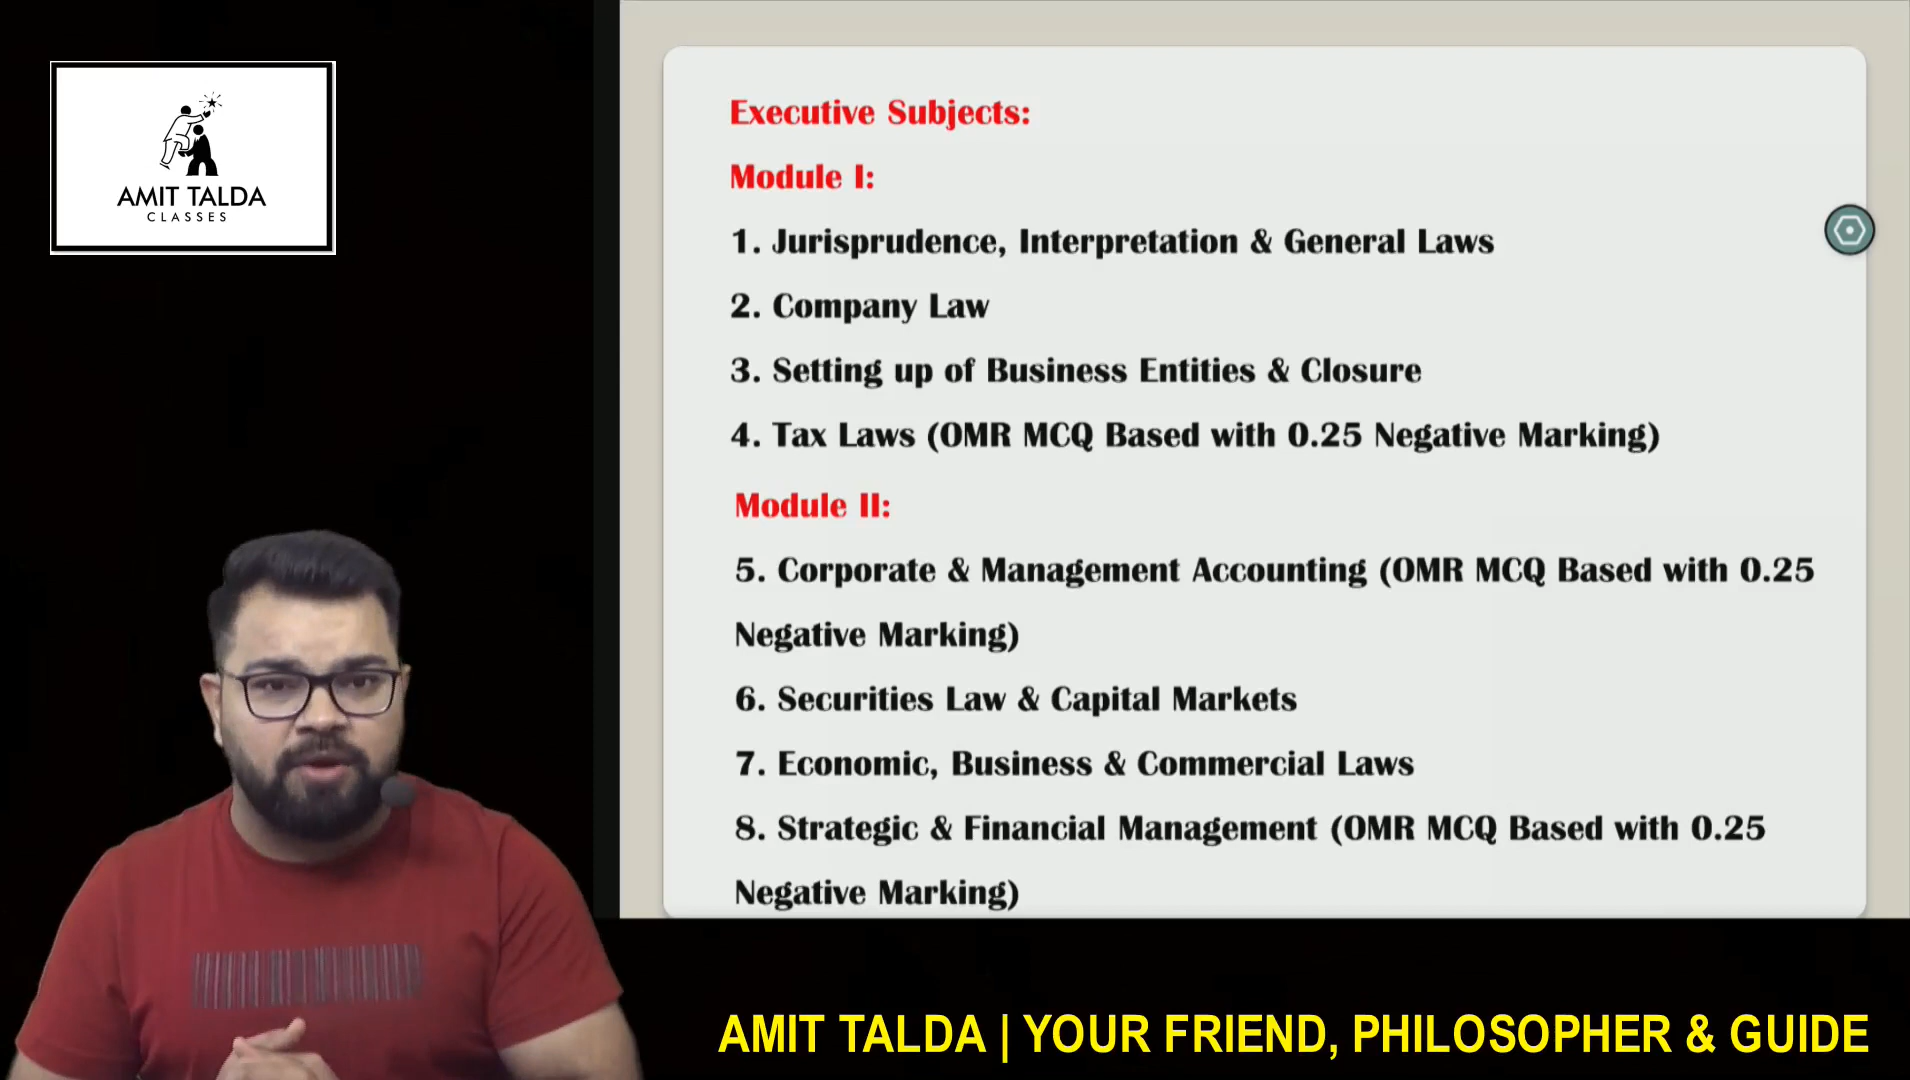 AMIT TALDA
CLASSES
Executive Subjects:
Module I:
1. Jurisprudence, Interpretation & General Laws
2. Company Law
3. Setting up of Business Entities & Closure
4. Tax Laws (OMR MCQ Based with 0.25 Negative Marking)
Module II:
5. Corporate & Management Accounting (OMR MCQ Based with 0.25
Negative Marking)
6. Securities Law & Capital Markets
7. Economic, Business & Commercial Laws
8. Strategic & Financial Management (OMR MCQ Based with 0.25
Negative Marking)
AMIT TALDA | YOUR FRIEND, PHILOSOPHER & GUIDE